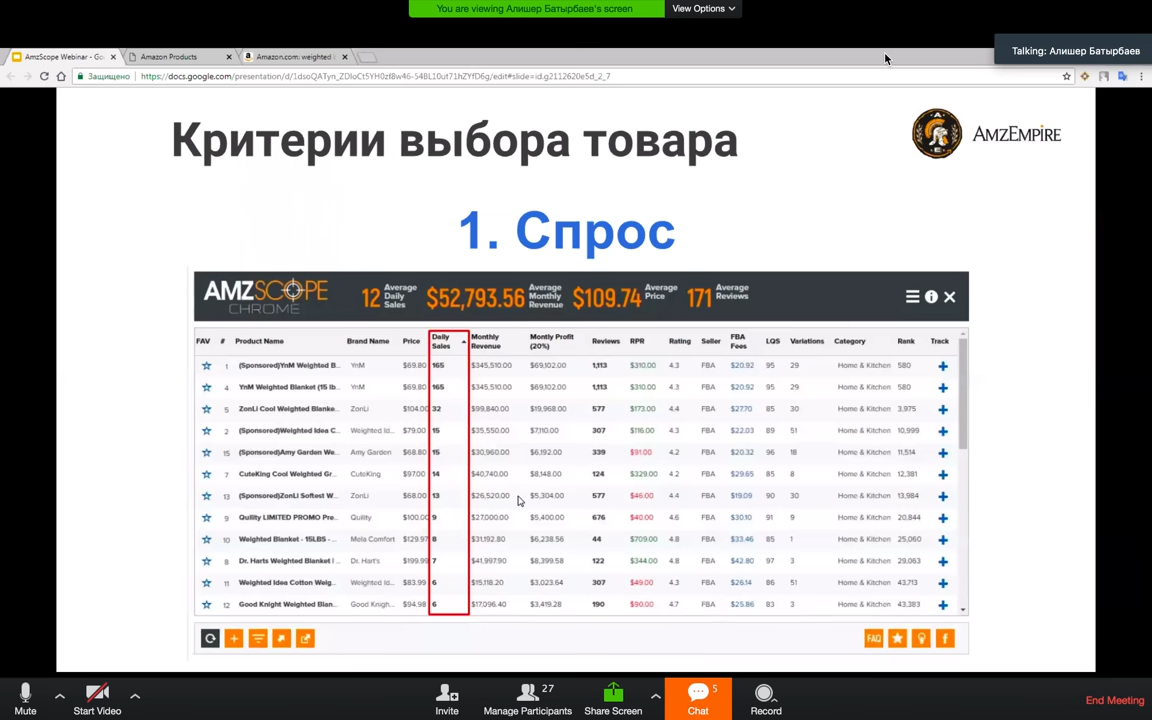 You are viewing Алишер Батырбаев's screen
View Options
AmzScope Webinar - Go
Amazon Products
Amazon.com: weighted
Talking: Алишер Батырбаев
Защищено
Критерии выбора товара
AMZEMPIRE
1. Спрос
AMZSCOPE
CHROME
12 Average Daily Sales $52,793.56 Average Monthly Revenue $109.74 Average Price 171 Average Reviews
FAV # Product Name Brand Name Price Daily Sales Monthly Revenue Montly Profit (20%) Reviews RPR Rating Seller FBA Fees LQS Variations Category Rank Track
1 (Sponsored)YnM Weighted B... YnM $69.80 165 $345,510.00 $69,102.00 1,113 $310.00 4.3 FBA $20.92 95 29 Home & Kitchen 580
4 YnM Weighted Blanket (15 lb... YnM $69.80 165 $345,510.00 $69,102.00 1,113 $310.00 4.3 FBA $20.92 95 29 Home & Kitchen 580
5 ZonLi Cool Weighted Blanke... ZonLi $104.00 32 $99,840.00 $19,968.00 577 $173.00 4.4 FBA $27.70 85 30 Home & Kitchen 3,975
2 (Sponsored)Weighted Idea C... Weighted Id... $79.00 15 $35,550.00 $7,110.00 307 $116.00 4.3 FBA $22.03 89 51 Home & Kitchen 10,999
15 (Sponsored)Amy Garden We... Amy Garden $68.80 15 $30,960.00 $6,192.00 339 $91.00 4.2 FBA $20.32 96 18 Home & Kitchen 11,514
7 CuteKing Cool Weighted Gr... CuteKing $97.00 14 $40,740.00 $8,148.00 124 $329.00 4.2 FBA $29.65 85 8 Home & Kitchen 12,381
13 (Sponsored)ZonLi Softest W... ZonLi $68.00 13 $26,520.00 $5,304.00 577 $46.00 4.4 FBA $19.09 90 30 Home & Kitchen 13,984
9 Quility LIMITED PROMO Pre... Quility $100.00 9 $27,000.00 $5,400.00 676 $40.00 4.6 FBA $30.10 91 9 Home & Kitchen 20,844
10 Weighted Blanket - 15LBS -... Mela Comfort $129.97 8 $31,192.80 $6,238.56 44 $709.00 4.8 FBA $33.46 85 1 Home & Kitchen 25,060
8 Dr. Harts Weighted Blanket | ... Dr. Hart's $199.99 7 $41,997.90 $8,399.58 122 $344.00 4.8 FBA $42.80 97 3 Home & Kitchen 29,063
11 Weighted Idea Cotton Weig... Weighted Id... $83.99 6 $15,118.20 $3,023.64 307 $49.00 4.3 FBA $26.14 86 51 Home & Kitchen 43,713
12 Good Knight Weighted Blan... Good Knigh... $94.98 6 $17,096.40 $3,419.28 190 $90.00 4.7 FBA $25.86 83 3 Home & Kitchen 43,383
FAQ
Mute Start Video Invite 27 Manage Participants Share Screen 5 Chat Record End Meeting